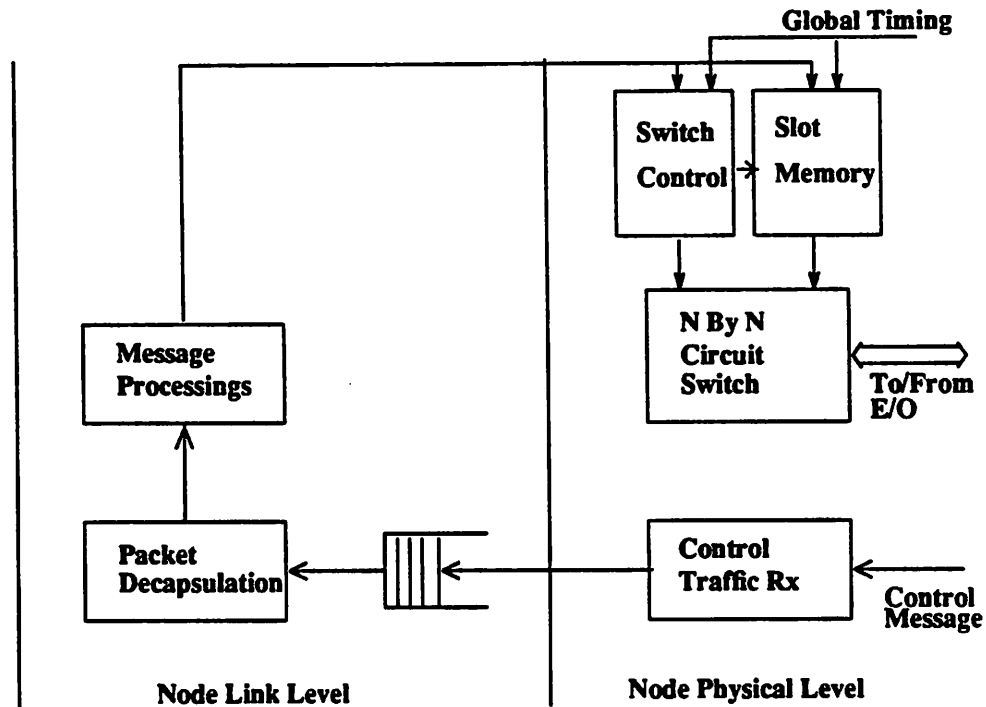 Global Timing
Switch
Control
Slot
Memory
N By N
Circuit
Switch
To/From
E/O
Message
Processings
Packet
Decapsulation
Control
Traffic Rx
Control
Message
Node Link Level
Node Physical Level